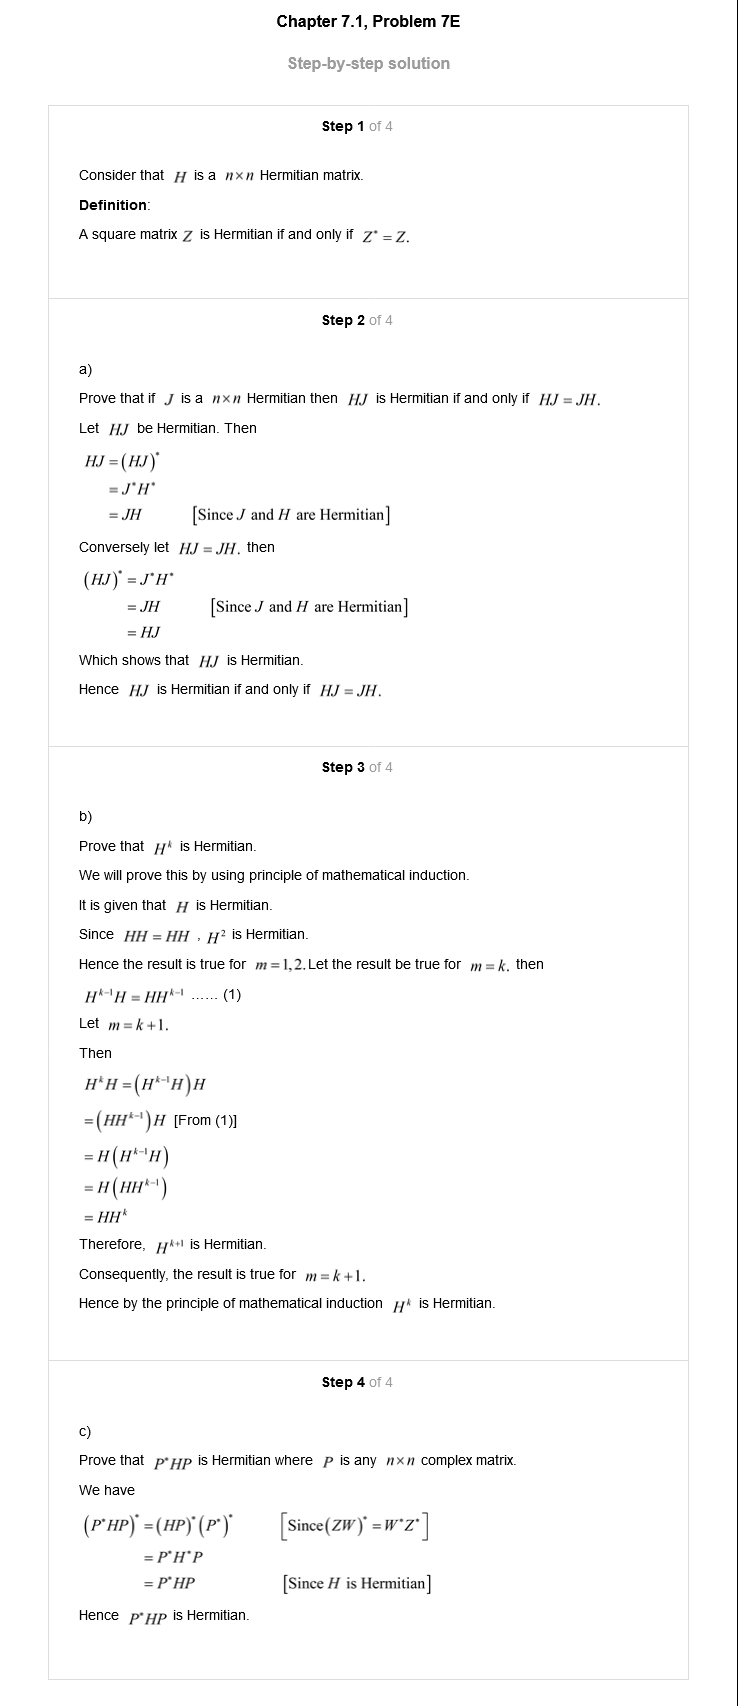 Chapter 7.1, Problem 7E
Step-by-step solution
Step 1 of 4
Consider that H is a n×n Hermitian matrix.
Definition:
A square matrix Z is Hermitian if and only if Z* = Z.
Step 2 of 4
a)
Prove that if J is a n×n Hermitian then HJ is Hermitian if and only if HJ = JH.
Let HJ be Hermitian. Then
HJ = (HJ)*
= J*H*
= JH [Since J and H are Hermitian]
Conversely let HJ = JH, then
(HJ)* = J*H*
= JH [Since J and H are Hermitian]
= HJ
Which shows that HJ is Hermitian.
Hence HJ is Hermitian if and only if HJ = JH.
Step 3 of 4
b)
Prove that H^k is Hermitian.
We will prove this by using principle of mathematical induction.
It is given that H is Hermitian.
Since HH = HH , H² is Hermitian.
Hence the result is true for m = 1, 2. Let the result be true for m = k, then
H^{k-1}H = HH^{k-1} ...... (1)
Let m = k + 1.
Then
H^kH = (H^{k-1}H)H
= (HH^{k-1})H [From (1)]
= H(H^{k-1}H)
= H(HH^{k-1})
= HH^k
Therefore, H^{k+1} is Hermitian.
Consequently, the result is true for m = k + 1.
Hence by the principle of mathematical induction H^k is Hermitian.
Step 4 of 4
c)
Prove that P*HP is Hermitian where P is any n×n complex matrix.
We have
(P*HP)* = (HP)*(P*)* [Since (ZW)* = W*Z*]
= P*H*P
= P*HP [Since H is Hermitian]
Hence P*HP is Hermitian.